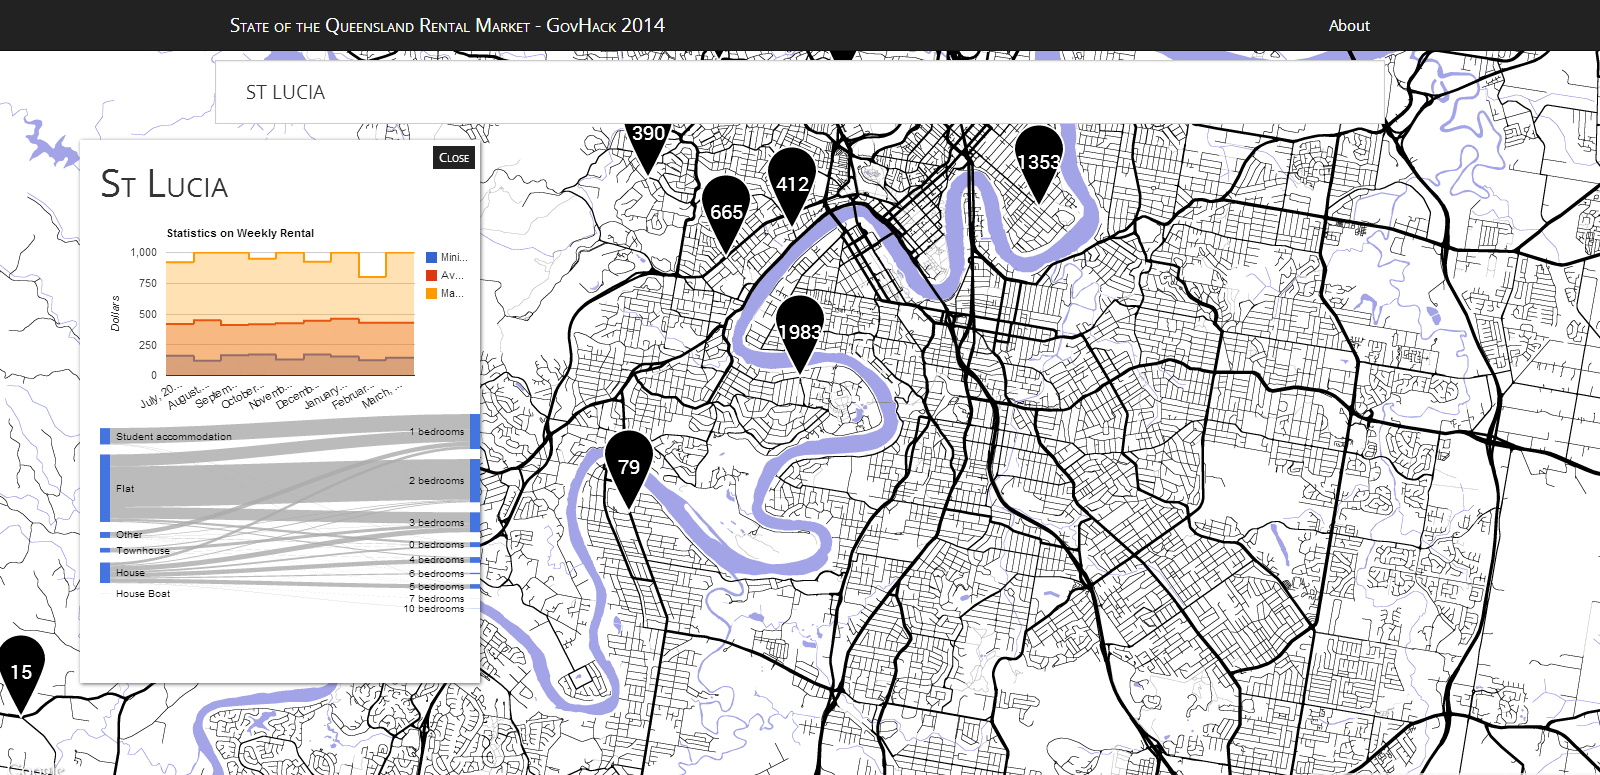 State of the Queensland Rental Market - GovHack 2014
About
ST LUCIA
390
1353
412
665
1983
79
15
Close
St Lucia
Statistics on Weekly Rental
1,000
750
500
250
0
Dollars
Mini...
Av...
Ma...
July, 20...
August,...
Septem...
October...
Novemb...
Decemb...
January...
Februar...
March, ...
Student accommodation
Flat
Other
Townhouse
House
House Boat
1 bedrooms
2 bedrooms
3 bedrooms
0 bedrooms
4 bedrooms
6 bedrooms
5 bedrooms
7 bedrooms
10 bedrooms